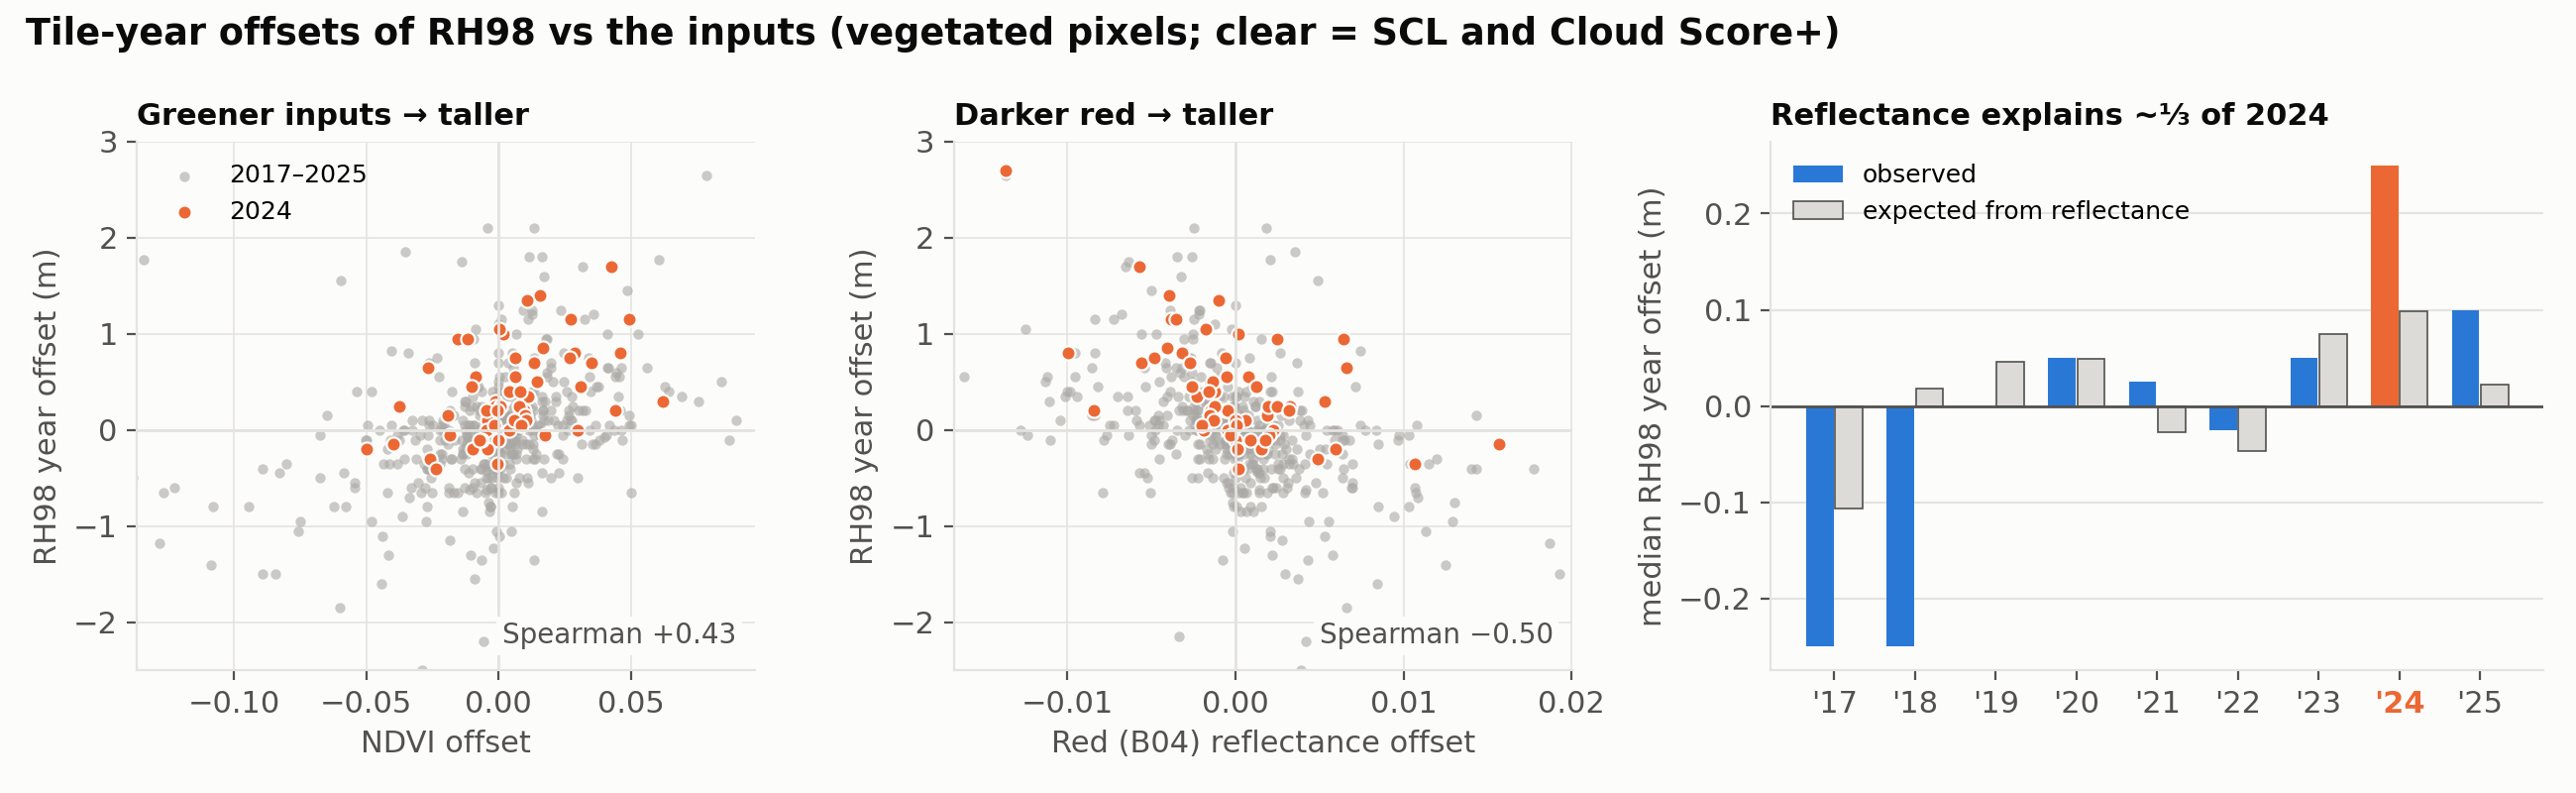 Tile-year offsets of RH98 vs the inputs (vegetated pixels; clear = SCL and Cloud Score+)
Greener inputs → taller
3
2
1
0
−1
−2
RH98 year offset (m)
2017–2025
2024
Spearman +0.43
−0.10
−0.05
0.00
0.05
NDVI offset
Darker red → taller
3
2
1
0
−1
−2
RH98 year offset (m)
Spearman −0.50
−0.01
0.00
0.01
0.02
Red (B04) reflectance offset
Reflectance explains ~⅓ of 2024
0.2
0.1
0.0
−0.1
−0.2
median RH98 year offset (m)
observed
expected from reflectance
'17
'18
'19
'20
'21
'22
'23
'24
'25